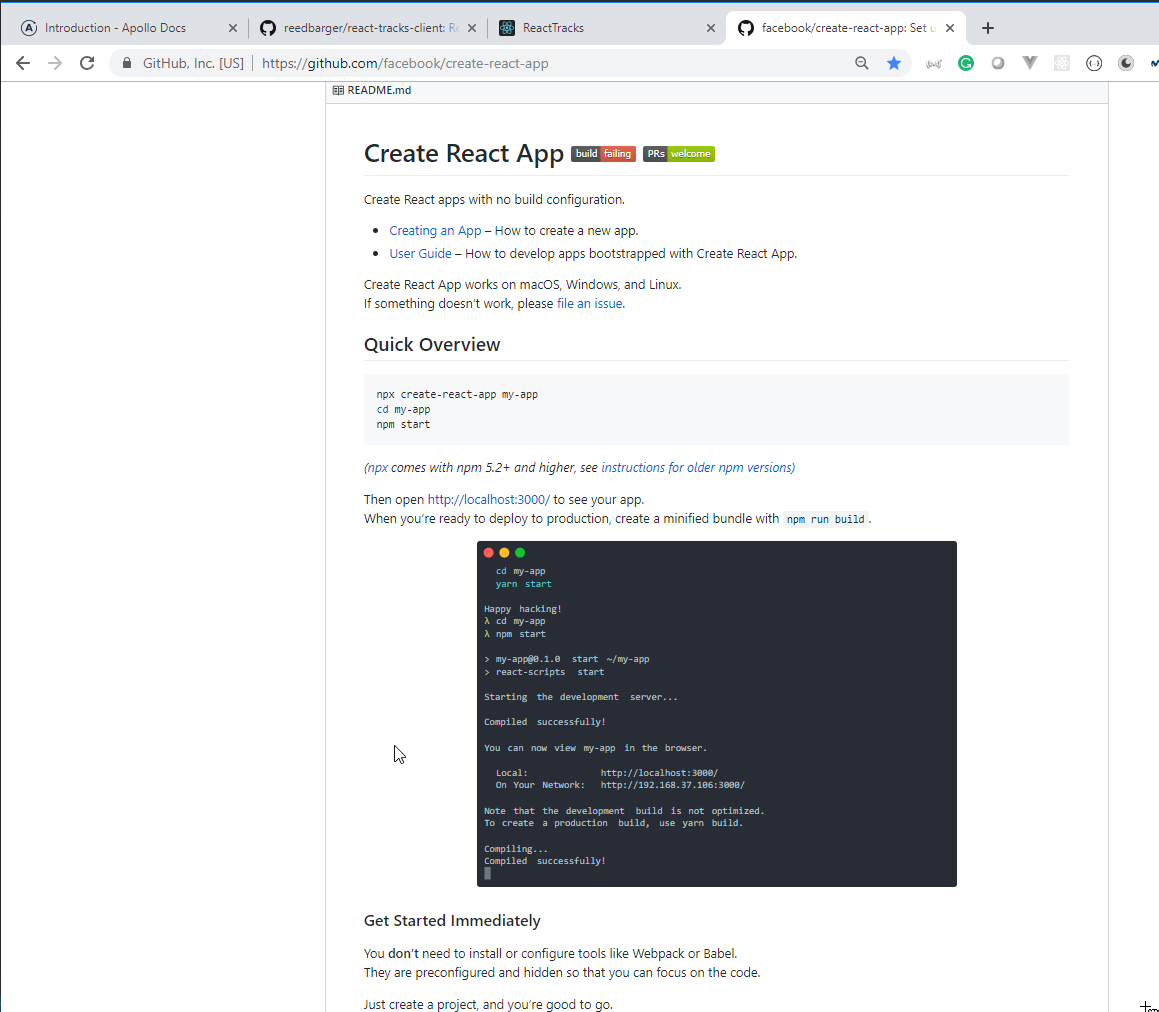 Introduction - Apollo Docs
reedbarger/react-tracks-client: Re
ReactTracks
facebook/create-react-app: Set u
GitHub, Inc. [US]
https://github.com/facebook/create-react-app
README.md
Create React App build failing PRs welcome
Create React apps with no build configuration.
• Creating an App – How to create a new app.
• User Guide – How to develop apps bootstrapped with Create React App.
Create React App works on macOS, Windows, and Linux.
If something doesn't work, please file an issue.
Quick Overview
npx create-react-app my-app
cd my-app
npm start
(npx comes with npm 5.2+ and higher, see instructions for older npm versions)
Then open http://localhost:3000/ to see your app.
When you're ready to deploy to production, create a minified bundle with npm run build.
cd my-app
yarn start
Happy hacking!
λ cd my-app
λ npm start
> my-app@0.1.0 start ~/my-app
> react-scripts start
Starting the development server...
Compiled successfully!
You can now view my-app in the browser.
Local: http://localhost:3000/
On Your Network: http://192.168.37.106:3000/
Note that the development build is not optimized.
To create a production build, use yarn build.
Compiling...
Compiled successfully!
Get Started Immediately
You don't need to install or configure tools like Webpack or Babel.
They are preconfigured and hidden so that you can focus on the code.
Just create a project, and you're good to go.